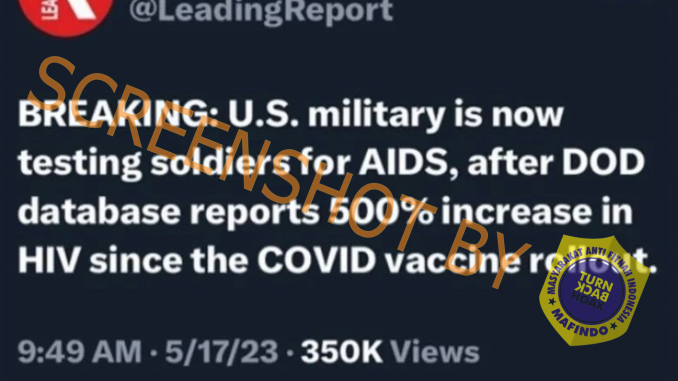 LEA
@LeadingReport
BREAKING: U.S. military is now
testing soldiers for AIDS, after DOD
database reports 500% increase in
HIV since the COVID vaccine rollout.
9:49 AM · 5/17/23 · 350K Views
SCREENSHOT BY
MASYARAKAT ANTI FITNAH INDONESIA
TURN
BACK
HOAX
MAFINDO